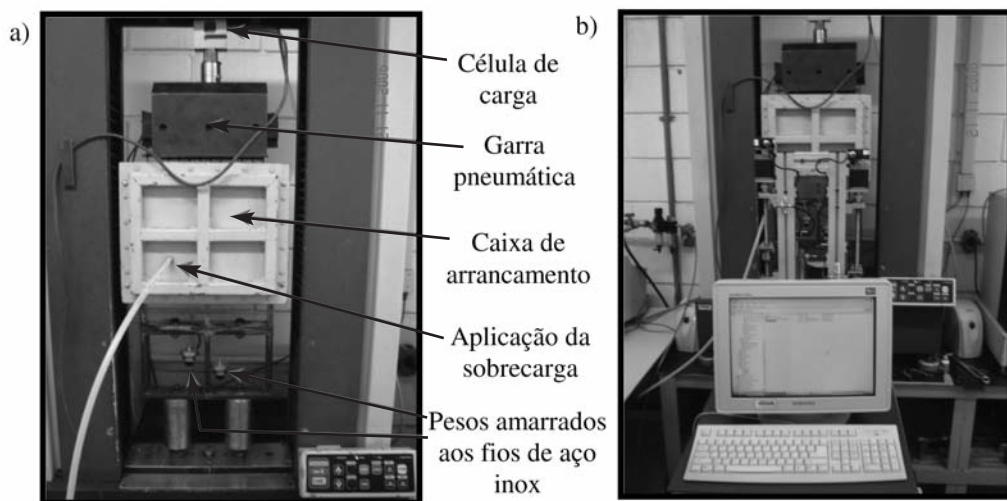 a)
Célula de
carga
Garra
pneumática
Caixa de
arrancamento
Aplicação da
sobrecarga
Pesos amarrados
aos fios de aço
inox
b)